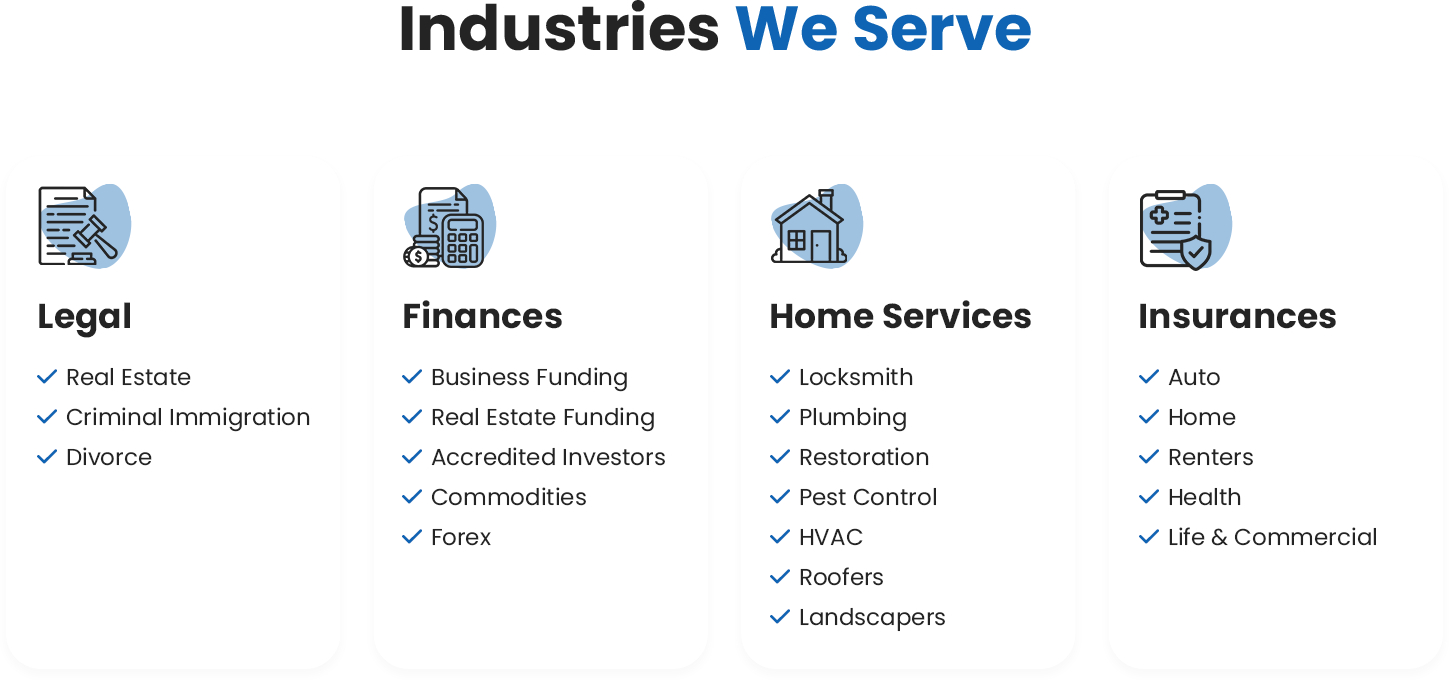 Industries We Serve
Legal
Real Estate
Criminal Immigration
Divorce
Finances
Business Funding
Real Estate Funding
Accredited Investors
Commodities
Forex
Home Services
Locksmith
Plumbing
Restoration
Pest Control
HVAC
Roofers
Landscapers
Insurances
Auto
Home
Renters
Health
Life & Commercial